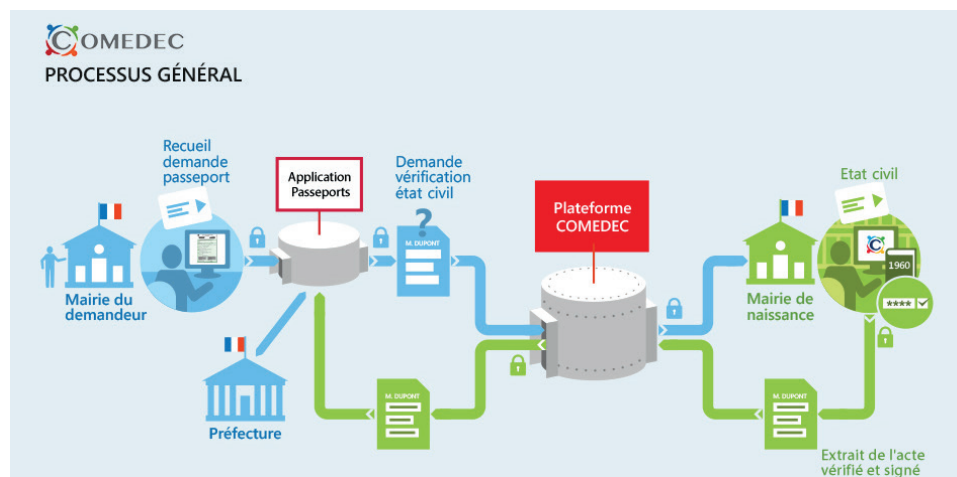 COMEDEC
PROCESSUS GÉNÉRAL
Recueil
demande
passeport
Application
Passeports
Demande
vérification
état civil
?
M. DUPONT
Plateforme
COMEDEC
Etat civil
C
1960
****
Mairie du
demandeur
Mairie de
naissance
Préfecture
M. DUPONT
M. DUPONT
Extrait de l'acte
vérifié et signé